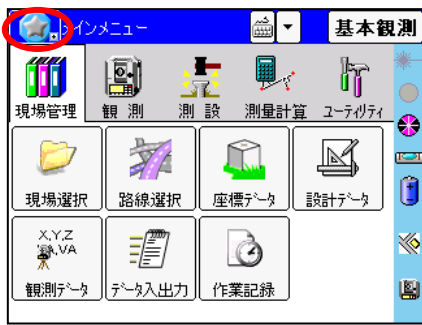 メインメニュー 基本観測
現場管理 観 測 測 設 測量計算 ユーティリティ
現場選択 路線選択 座標データ 設計データ
X,Y,Z
,VA
観測データ データ入出力 作業記録